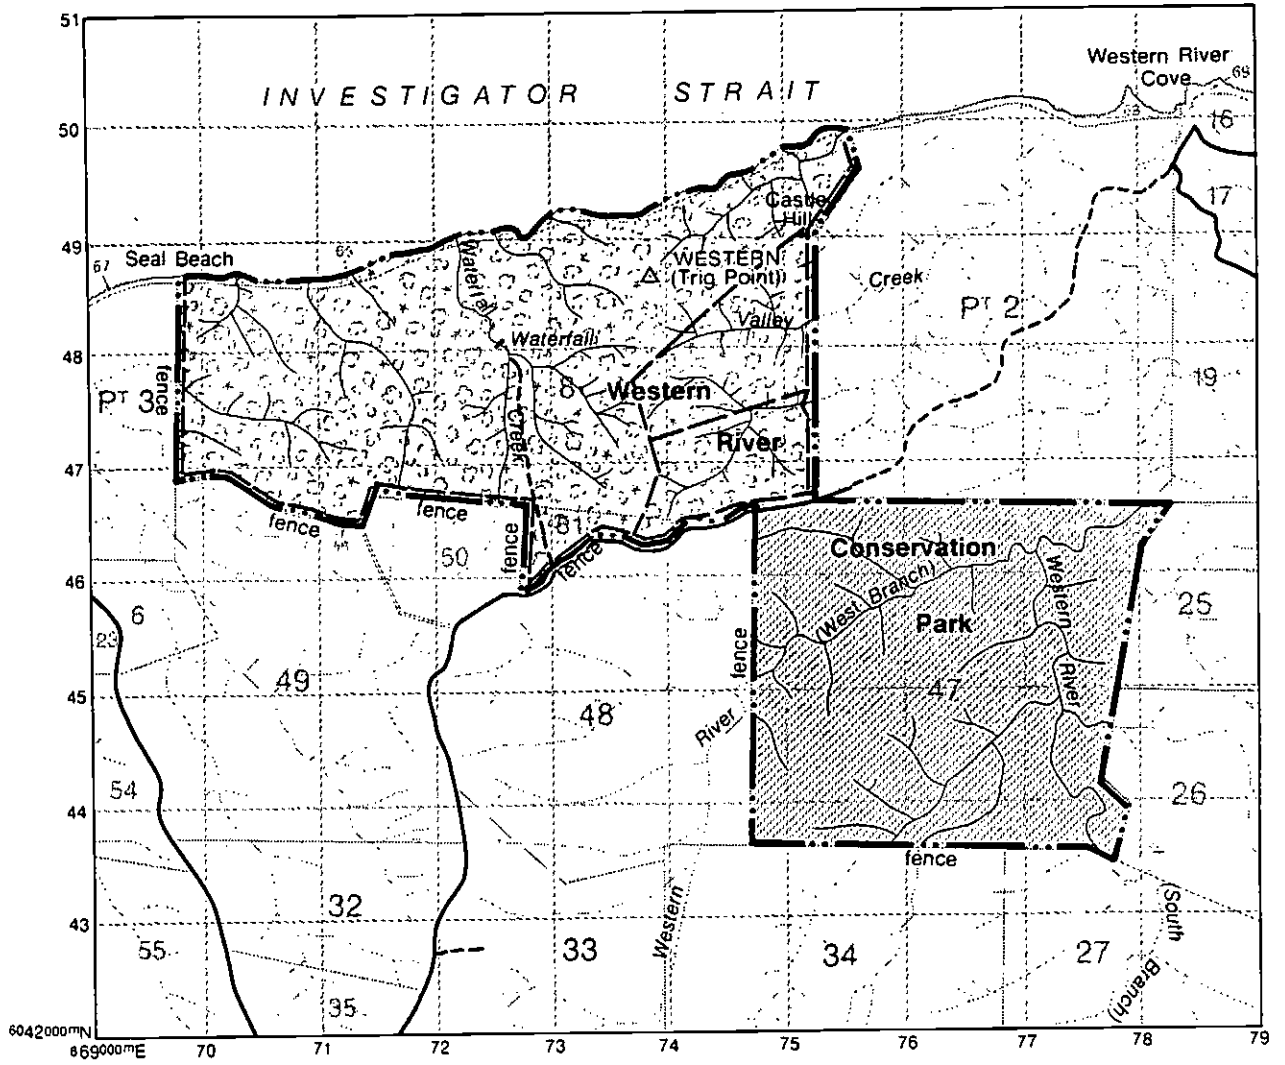 51
Western River
Cove
69
INVESTIGATOR STRAIT
50
16
17
Castle
Hill
49
WESTERN
(Trig Point)
Seal Beach
67
Waterfall
Creek
PT 2
Valley
Waterfall
48
8
Western
19
PT 3
fence
Creek
River
47
fence
fence
81
50
fence
fence
Conservation
46
(West Branch)
Western
6
25
Park
23
fence
River
49
47
45
48
River
54
44
26
fence
32
43
Western
(South
55
33
34
27
Branch)
35
6042000mN
669000mE
70
71
72
73
74
75
76
77
78
79